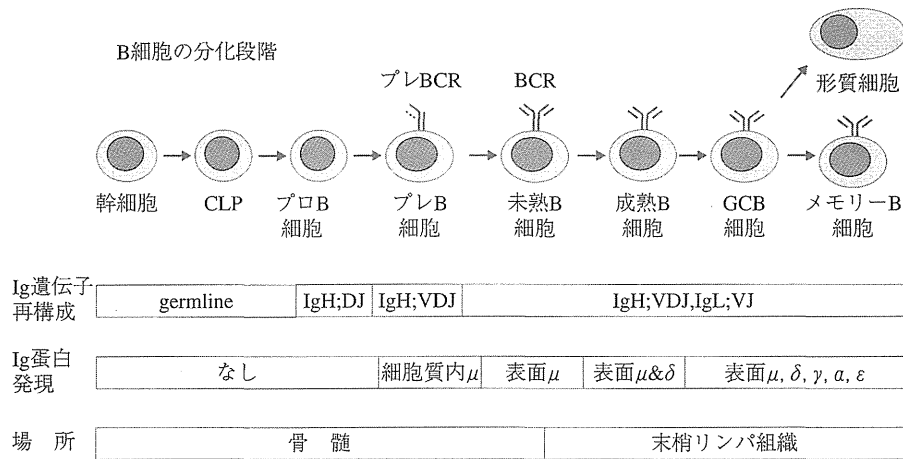 B細胞の分化段階
プレBCR
BCR
形質細胞
幹細胞
CLP
プロB
細胞
プレB
細胞
未熟B
細胞
成熟B
細胞
GCB
細胞
メモリーB
細胞
Ig遺伝子
再構成
germline
IgH;DJ
IgH;VDJ
IgH;VDJ,IgL;VJ
Ig蛋白
発現
なし
細胞質内μ
表面μ
表面μ&δ
表面μ, δ, γ, α, ε
場 所
骨 髄
末梢リンパ組織